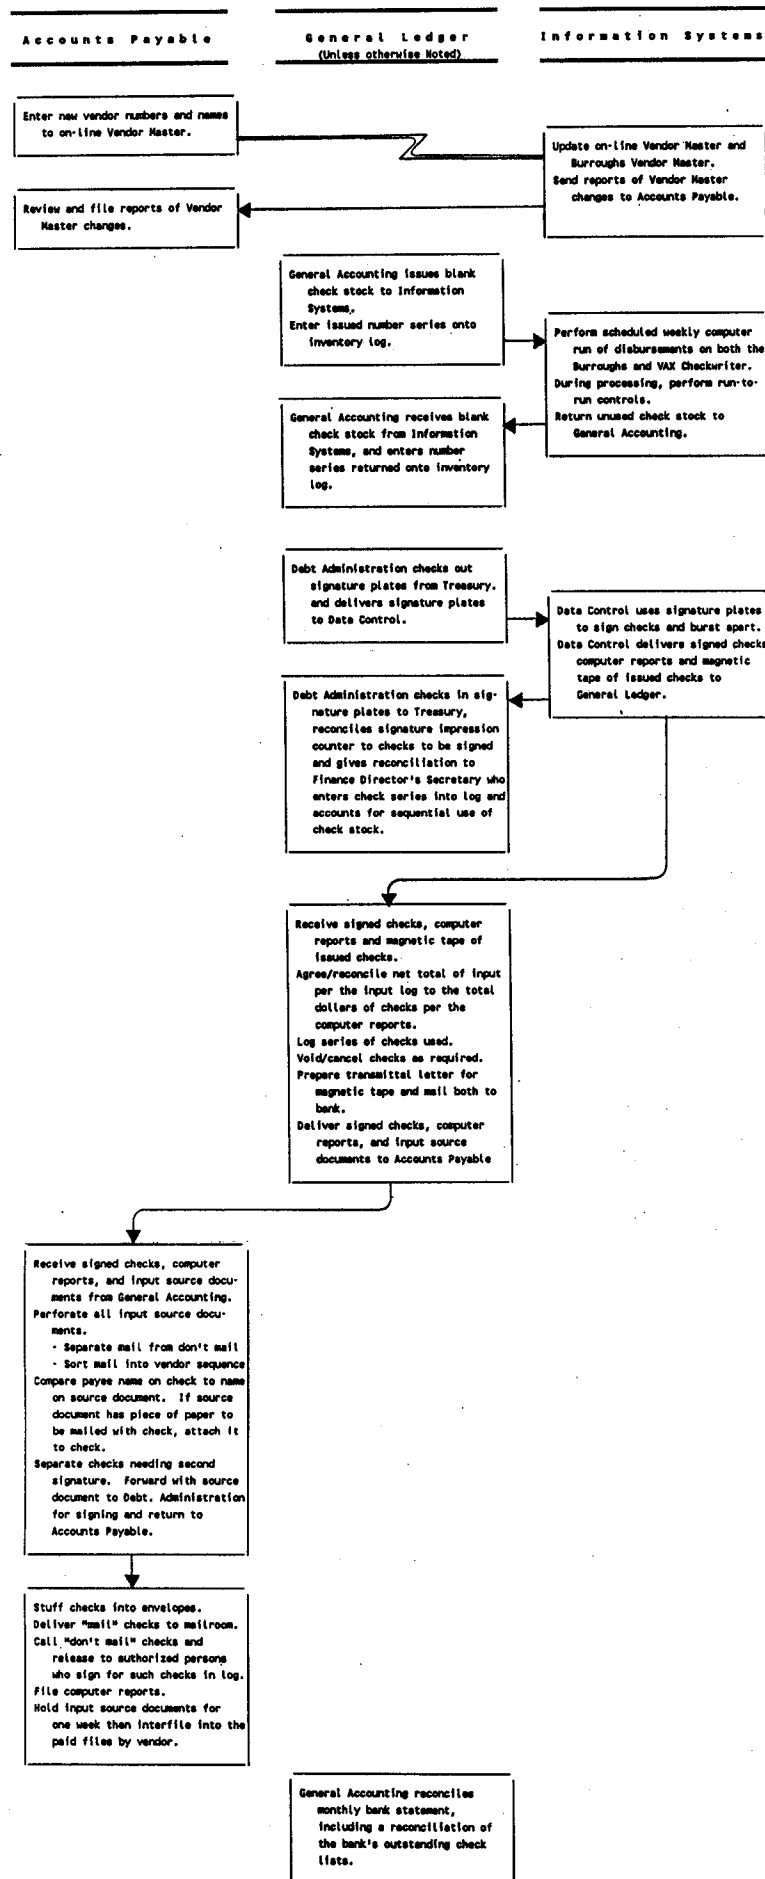 Accounts Payable
General Ledger
(Unless otherwise Noted)
Information Systems
Enter new vendor numbers and names
to on-line Vendor Master.
Update on-line Vendor Master and
Burroughs Vendor Master.
Send reports of Vendor Master
changes to Accounts Payable.
Review and file reports of Vendor
Master changes.
General Accounting issues blank
check stock to Information
Systems.
Enter issued number series onto
inventory log.
Perform scheduled weekly computer
run of disbursements on both the
Burroughs and VAX Checkwriter.
During processing, perform run-to-
run controls.
Return unused check stock to
General Accounting.
General Accounting receives blank
check stock from Information
Systems, and enters number
series returned onto inventory
log.
Debt Administration checks out
signature plates from Treasury.
and delivers signature plates
to Data Control.
Data Control uses signature plates
to sign checks and burst apart.
Data Control delivers signed checks
computer reports and magnetic
tape of issued checks to
General Ledger.
Debt Administration checks in sig-
nature plates to Treasury,
reconciles signature impression
counter to checks to be signed
and gives reconciliation to
Finance Director's Secretary who
enters check series into log and
accounts for sequential use of
check stock.
Receive signed checks, computer
reports and magnetic tape of
issued checks.
Agree/reconcile net total of input
per the input log to the total
dollars of checks per the
computer reports.
Log series of checks used.
Void/cancel checks as required.
Prepare transmittal letter for
magnetic tape and mail both to
bank.
Deliver signed checks, computer
reports, and input source
documents to Accounts Payable
Receive signed checks, computer
reports, and input source docu-
ments from General Accounting.
Perforate all input source docu-
ments.
- Separate mail from don't mail
- Sort mail into vendor sequence
Compare payee name on check to name
on source document. If source
document has piece of paper to
be mailed with check, attach it
to check.
Separate checks needing second
signature. Forward with source
document to Debt. Administration
for signing and return to
Accounts Payable.
Stuff checks into envelopes.
Deliver "mail" checks to mailroom.
Call "don't mail" checks and
release to authorized persons
who sign for such checks in log.
File computer reports.
Hold input source documents for
one week then interfile into the
paid files by vendor.
General Accounting reconciles
monthly bank statement,
including a reconciliation of
the bank's outstanding check
lists.